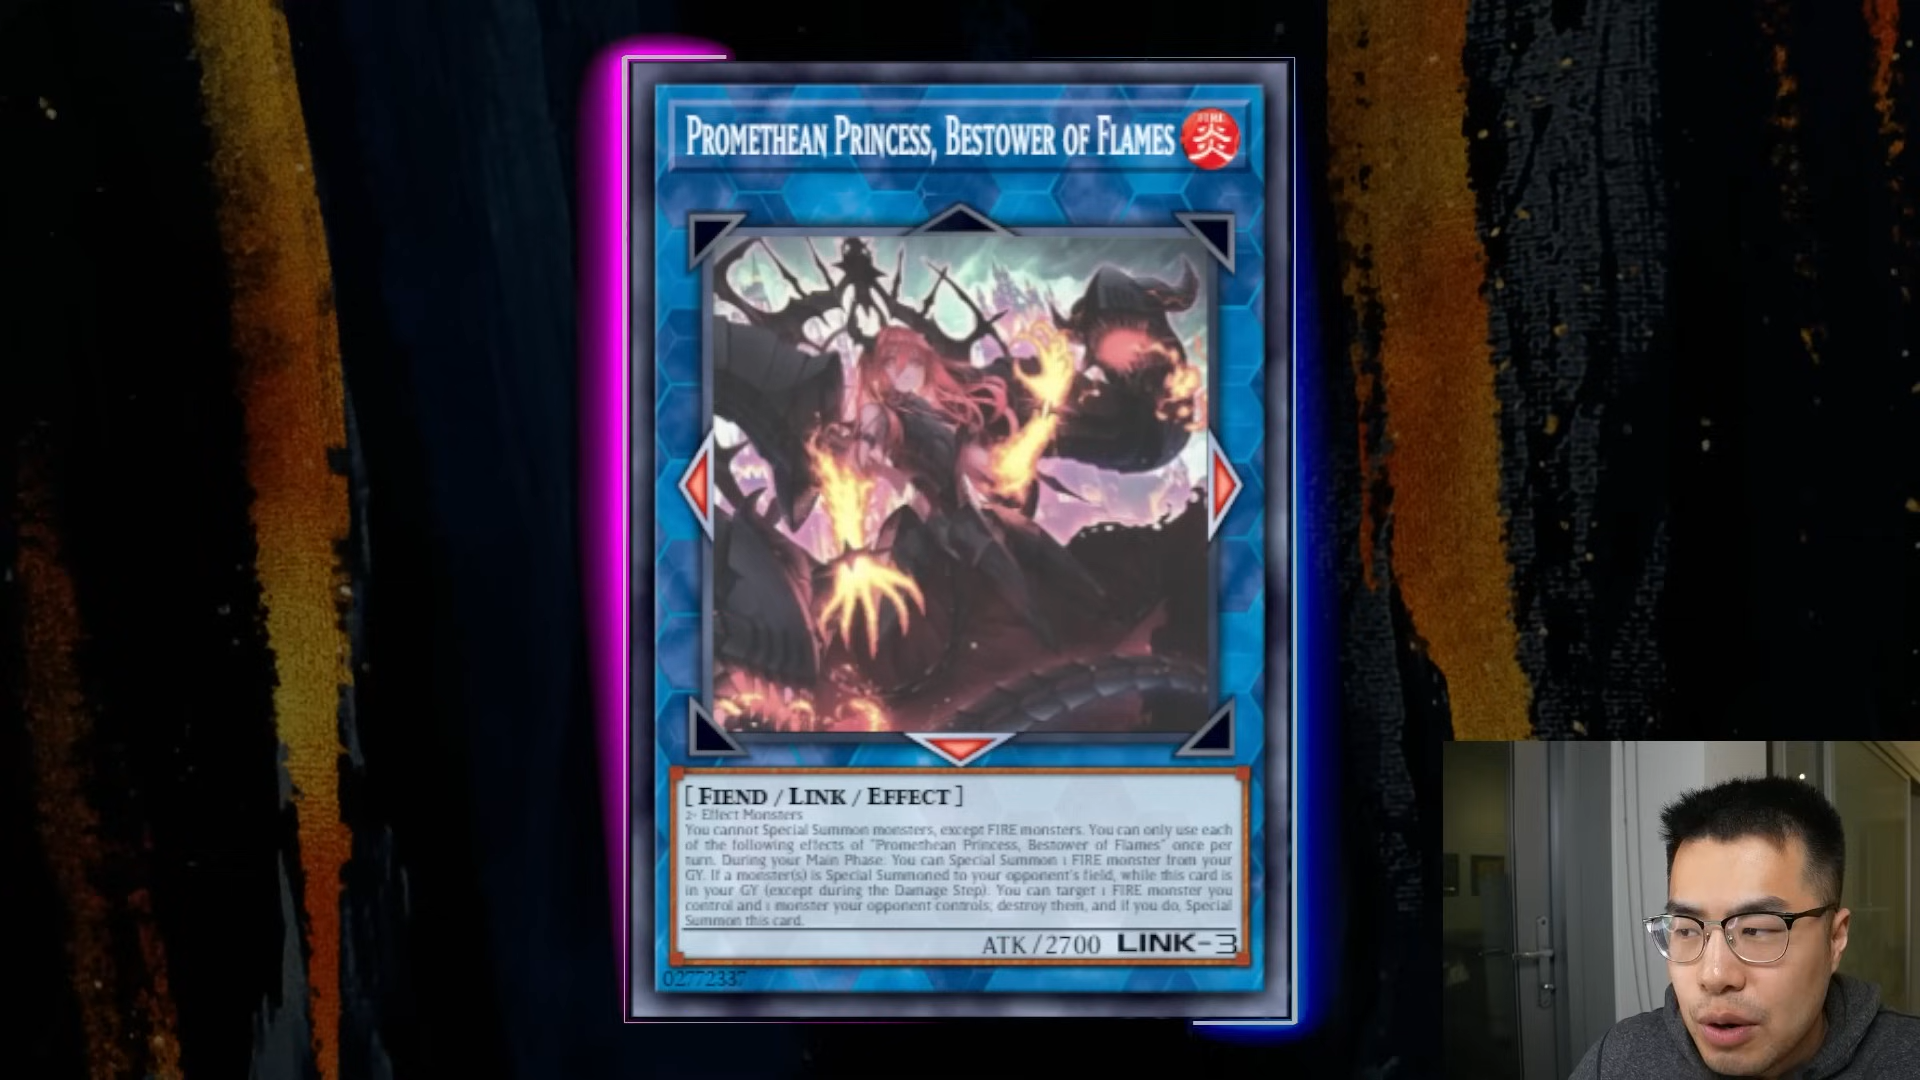 PROMETHEAN PRINCESS, BESTOWER OF FLAMES
FIRE
炎
[ FIEND / LINK / EFFECT ]
2+ Effect Monsters
You cannot Special Summon monsters, except FIRE monsters. You can only use each
of the following effects of "Promethean Princess, Bestower of Flames" once per
turn. During your Main Phase: You can Special Summon 1 FIRE monster from your
GY. If a monster(s) is Special Summoned to your opponent's field, while this card is
in your GY (except during the Damage Step): You can target 1 FIRE monster you
control and 1 monster your opponent controls; destroy them, and if you do, Special
Summon this card.
ATK/2700 LINK-3
02772337